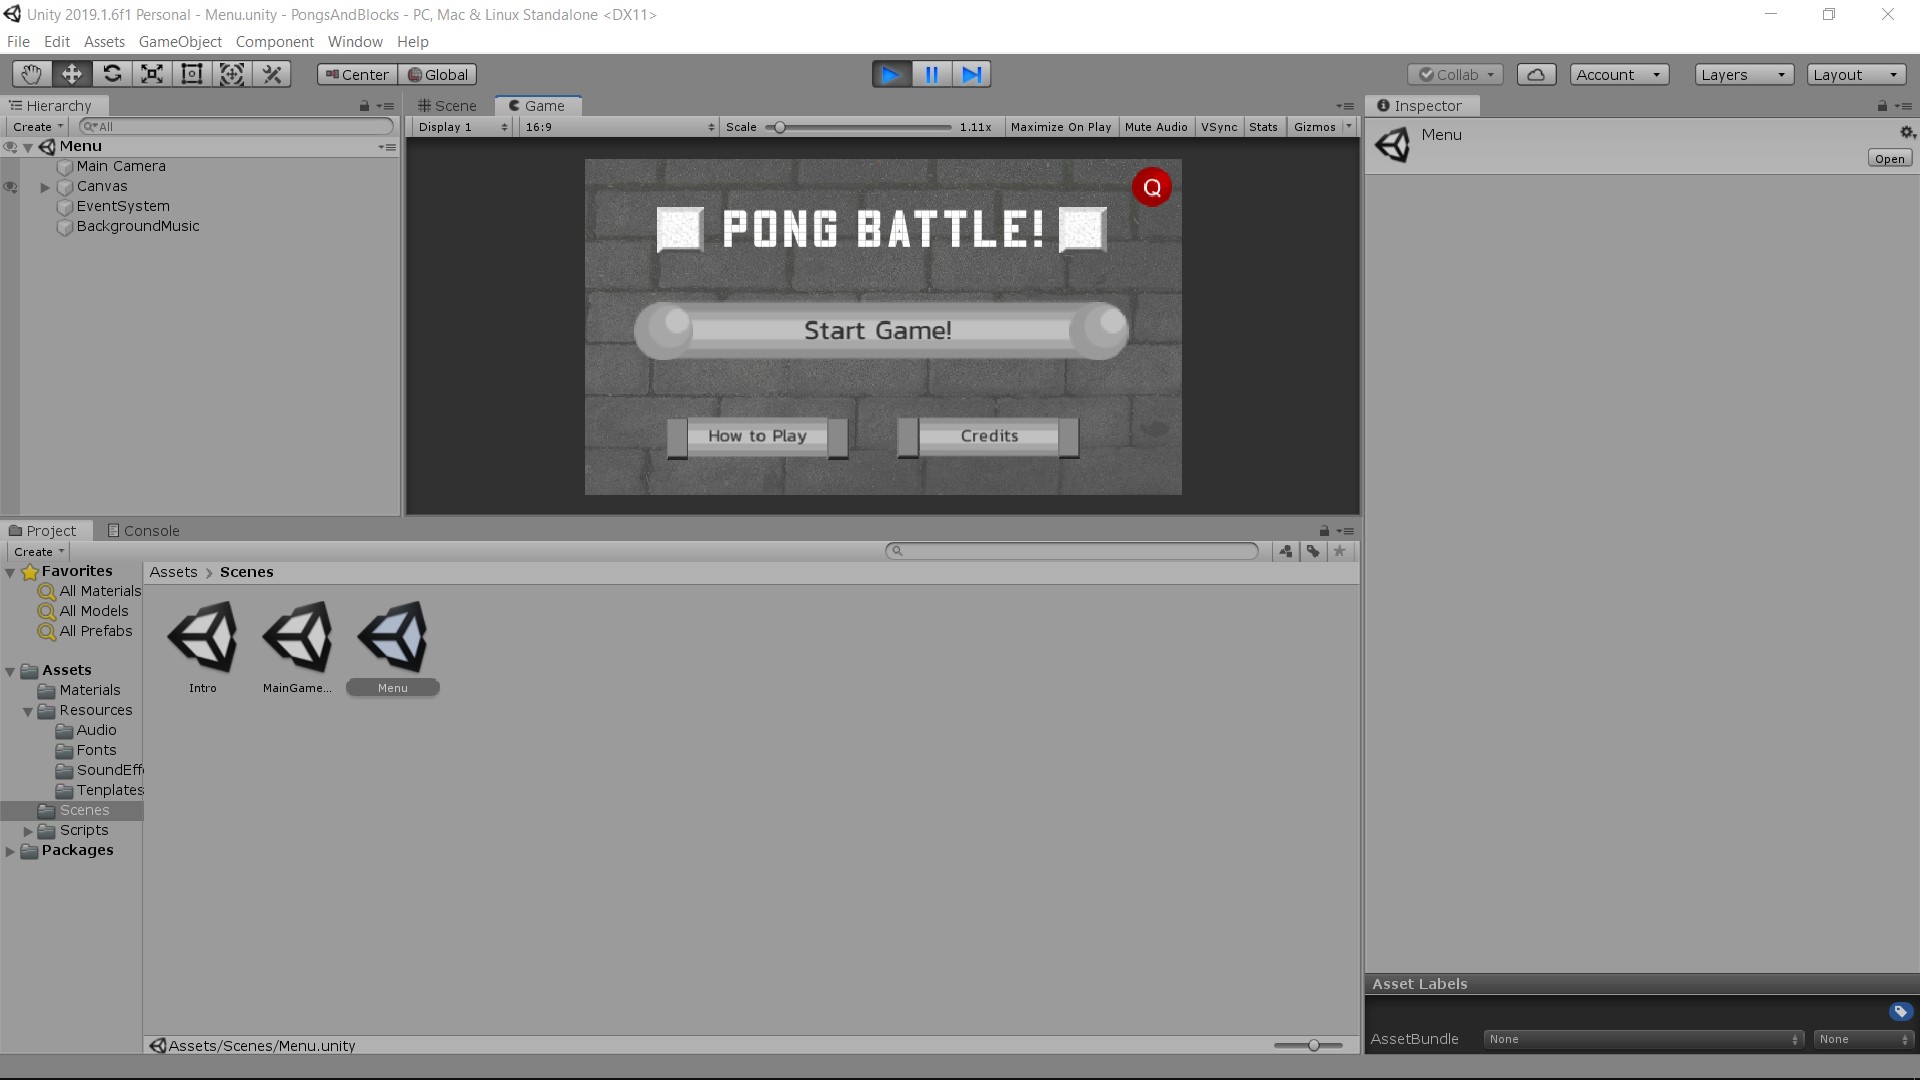 Unity 2019.1.6f1 Personal - Menu.unity - PongsAndBlocks - PC, Mac & Linux Standalone <DX11>
File Edit Assets GameObject Component Window Help
Center Global Collab Account Layers Layout
Hierarchy
Create All
Menu
Main Camera
Canvas
EventSystem
BackgroundMusic
Scene Game
Display 1 16:9 Scale 1.11x Maximize On Play Mute Audio VSync Stats Gizmos
Q
PONG BATTLE!
Start Game!
How to Play Credits
Inspector
Menu
Open
Project Console
Create
Favorites
All Materials
All Models
All Prefabs
Assets
Materials
Resources
Audio
Fonts
SoundEff
Tenplates
Scenes
Scripts
Packages
Assets > Scenes
Intro MainGame... Menu
Assets/Scenes/Menu.unity
Asset Labels
AssetBundle None None